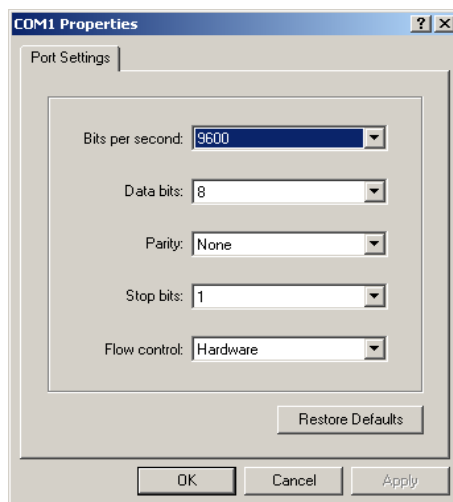 COM1 Properties
Port Settings
Bits per second: 9600
Data bits: 8
Parity: None
Stop bits: 1
Flow control: Hardware
Restore Defaults
OK Cancel Apply